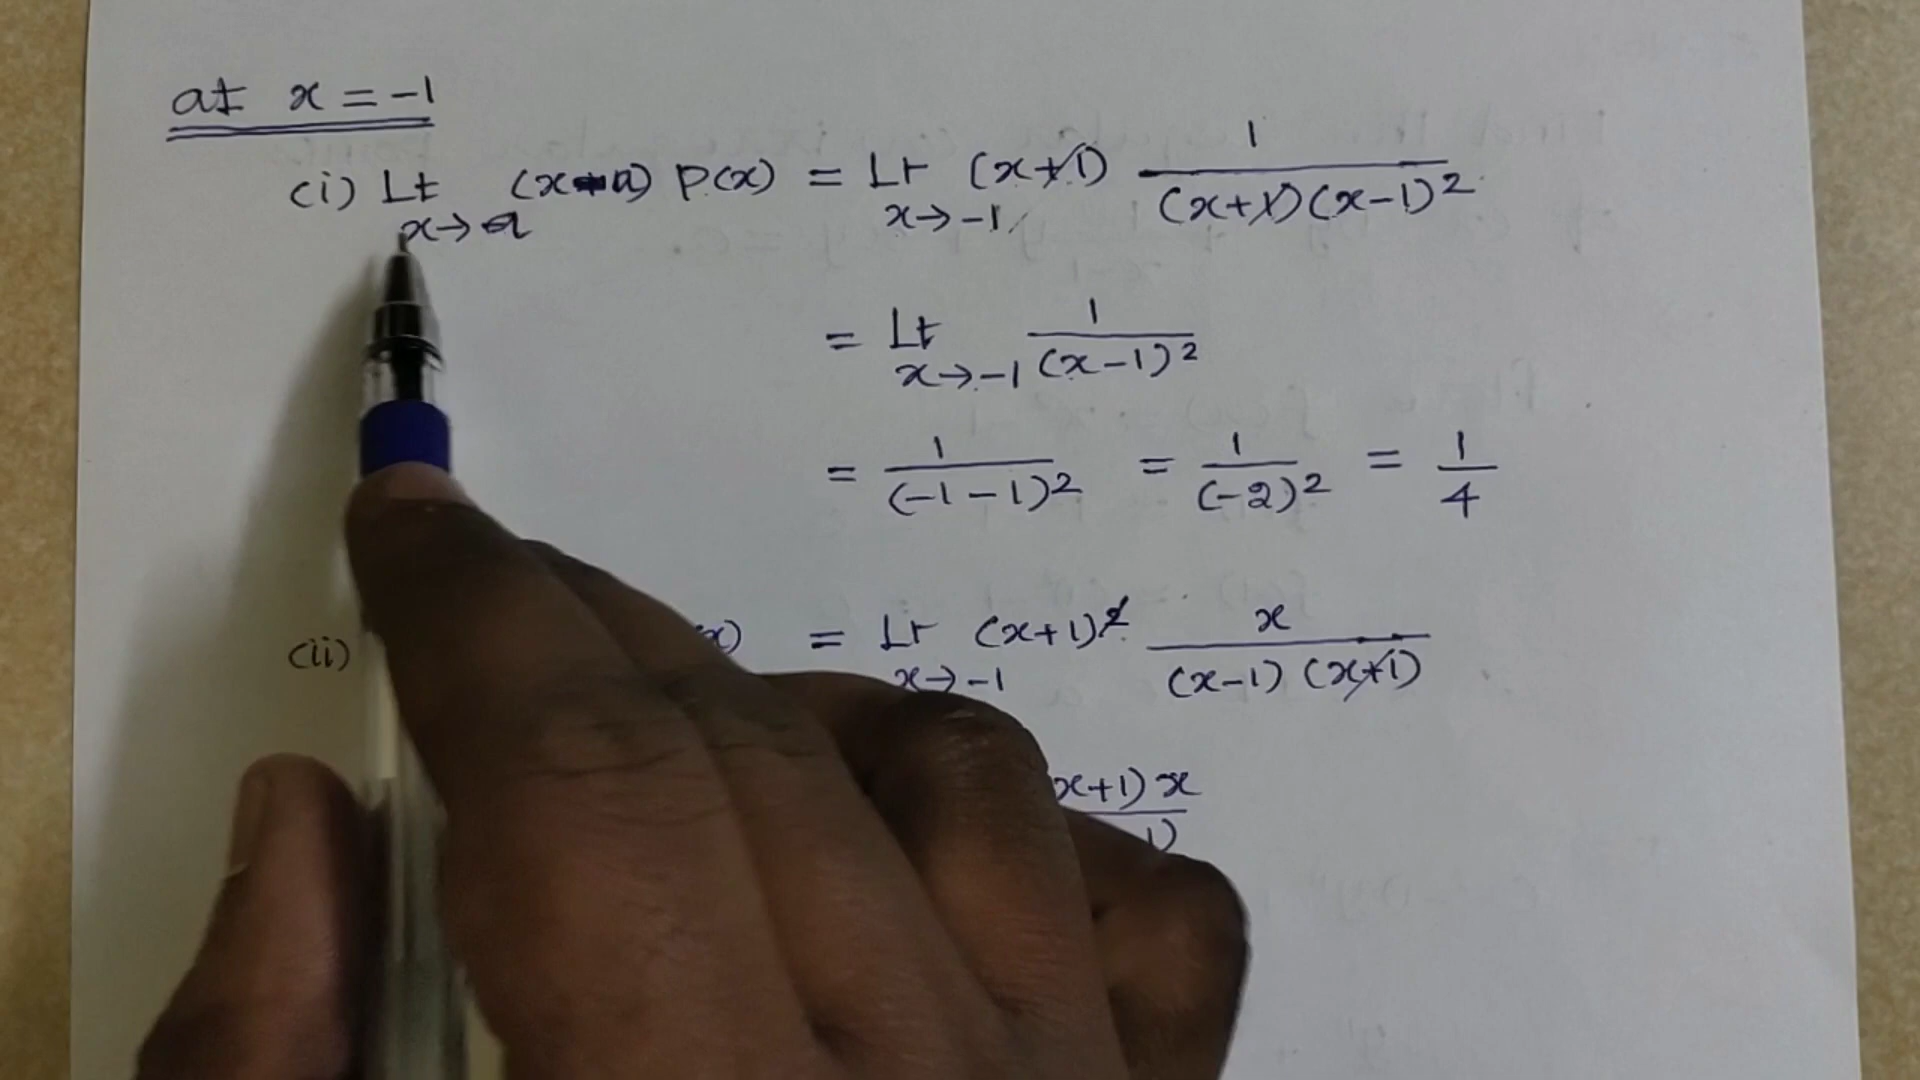 at x = -1
(i) Lt x→a (x-a) P(x) = Lt x→-1 (x+1) 1/((x+1)(x-1)²)
= Lt x→-1 1/(x-1)²
= 1/(-1-1)² = 1/(-2)² = 1/4
(ii) x) = Lt x→-1 (x+1)² x/((x-1)(x+1))
x+1)x / 1)